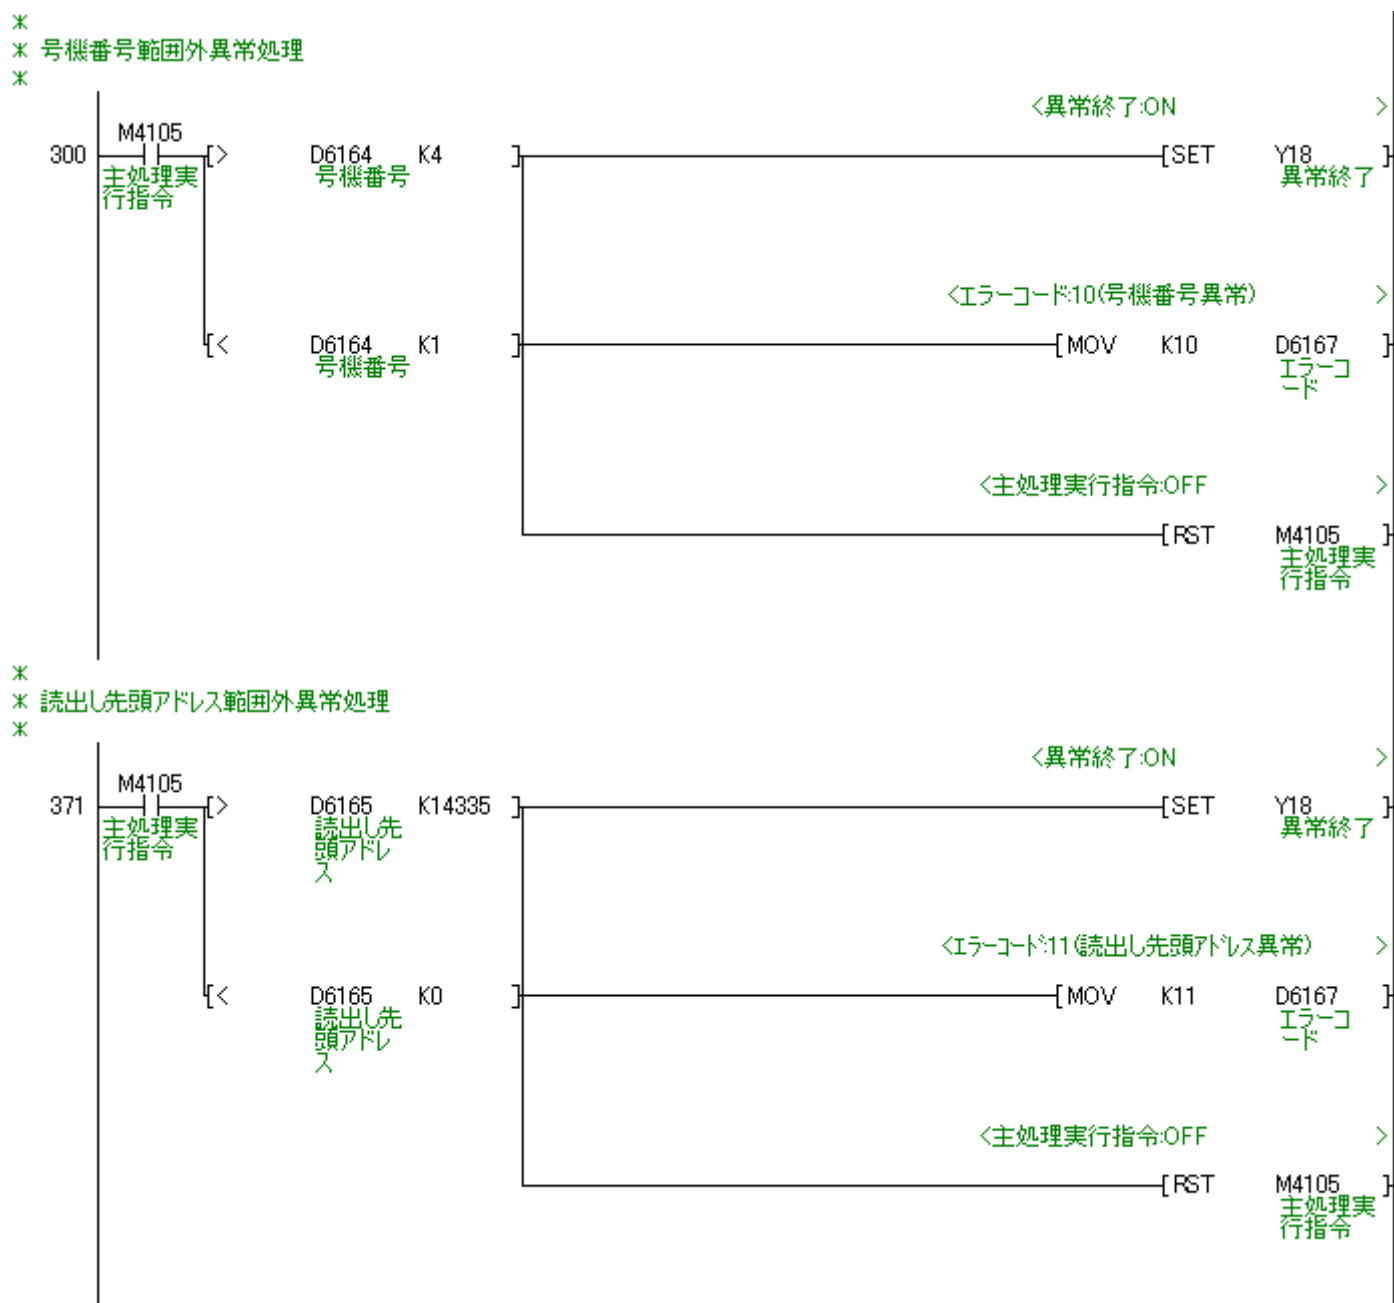 *
* 号機番号範囲外異常処理
*
<異常終了:ON >
M4105
300 [> D6164 K4 ] [SET Y18 ]
主処理実
行指令
号機番号
異常終了
<エラーコード:10(号機番号異常) >
[< D6164 K1 ] [MOV K10 D6167 ]
号機番号
エラーコ
ード
<主処理実行指令:OFF >
[RST M4105 ]
主処理実
行指令
*
* 読出し先頭アドレス範囲外異常処理
*
<異常終了:ON >
M4105
371 [> D6165 K14335 ] [SET Y18 ]
主処理実
行指令
読出し先
頭アドレ
ス
異常終了
<エラーコード:11(読出し先頭アドレス異常) >
[< D6165 K0 ] [MOV K11 D6167 ]
読出し先
頭アドレ
ス
エラーコ
ード
<主処理実行指令:OFF >
[RST M4105 ]
主処理実
行指令